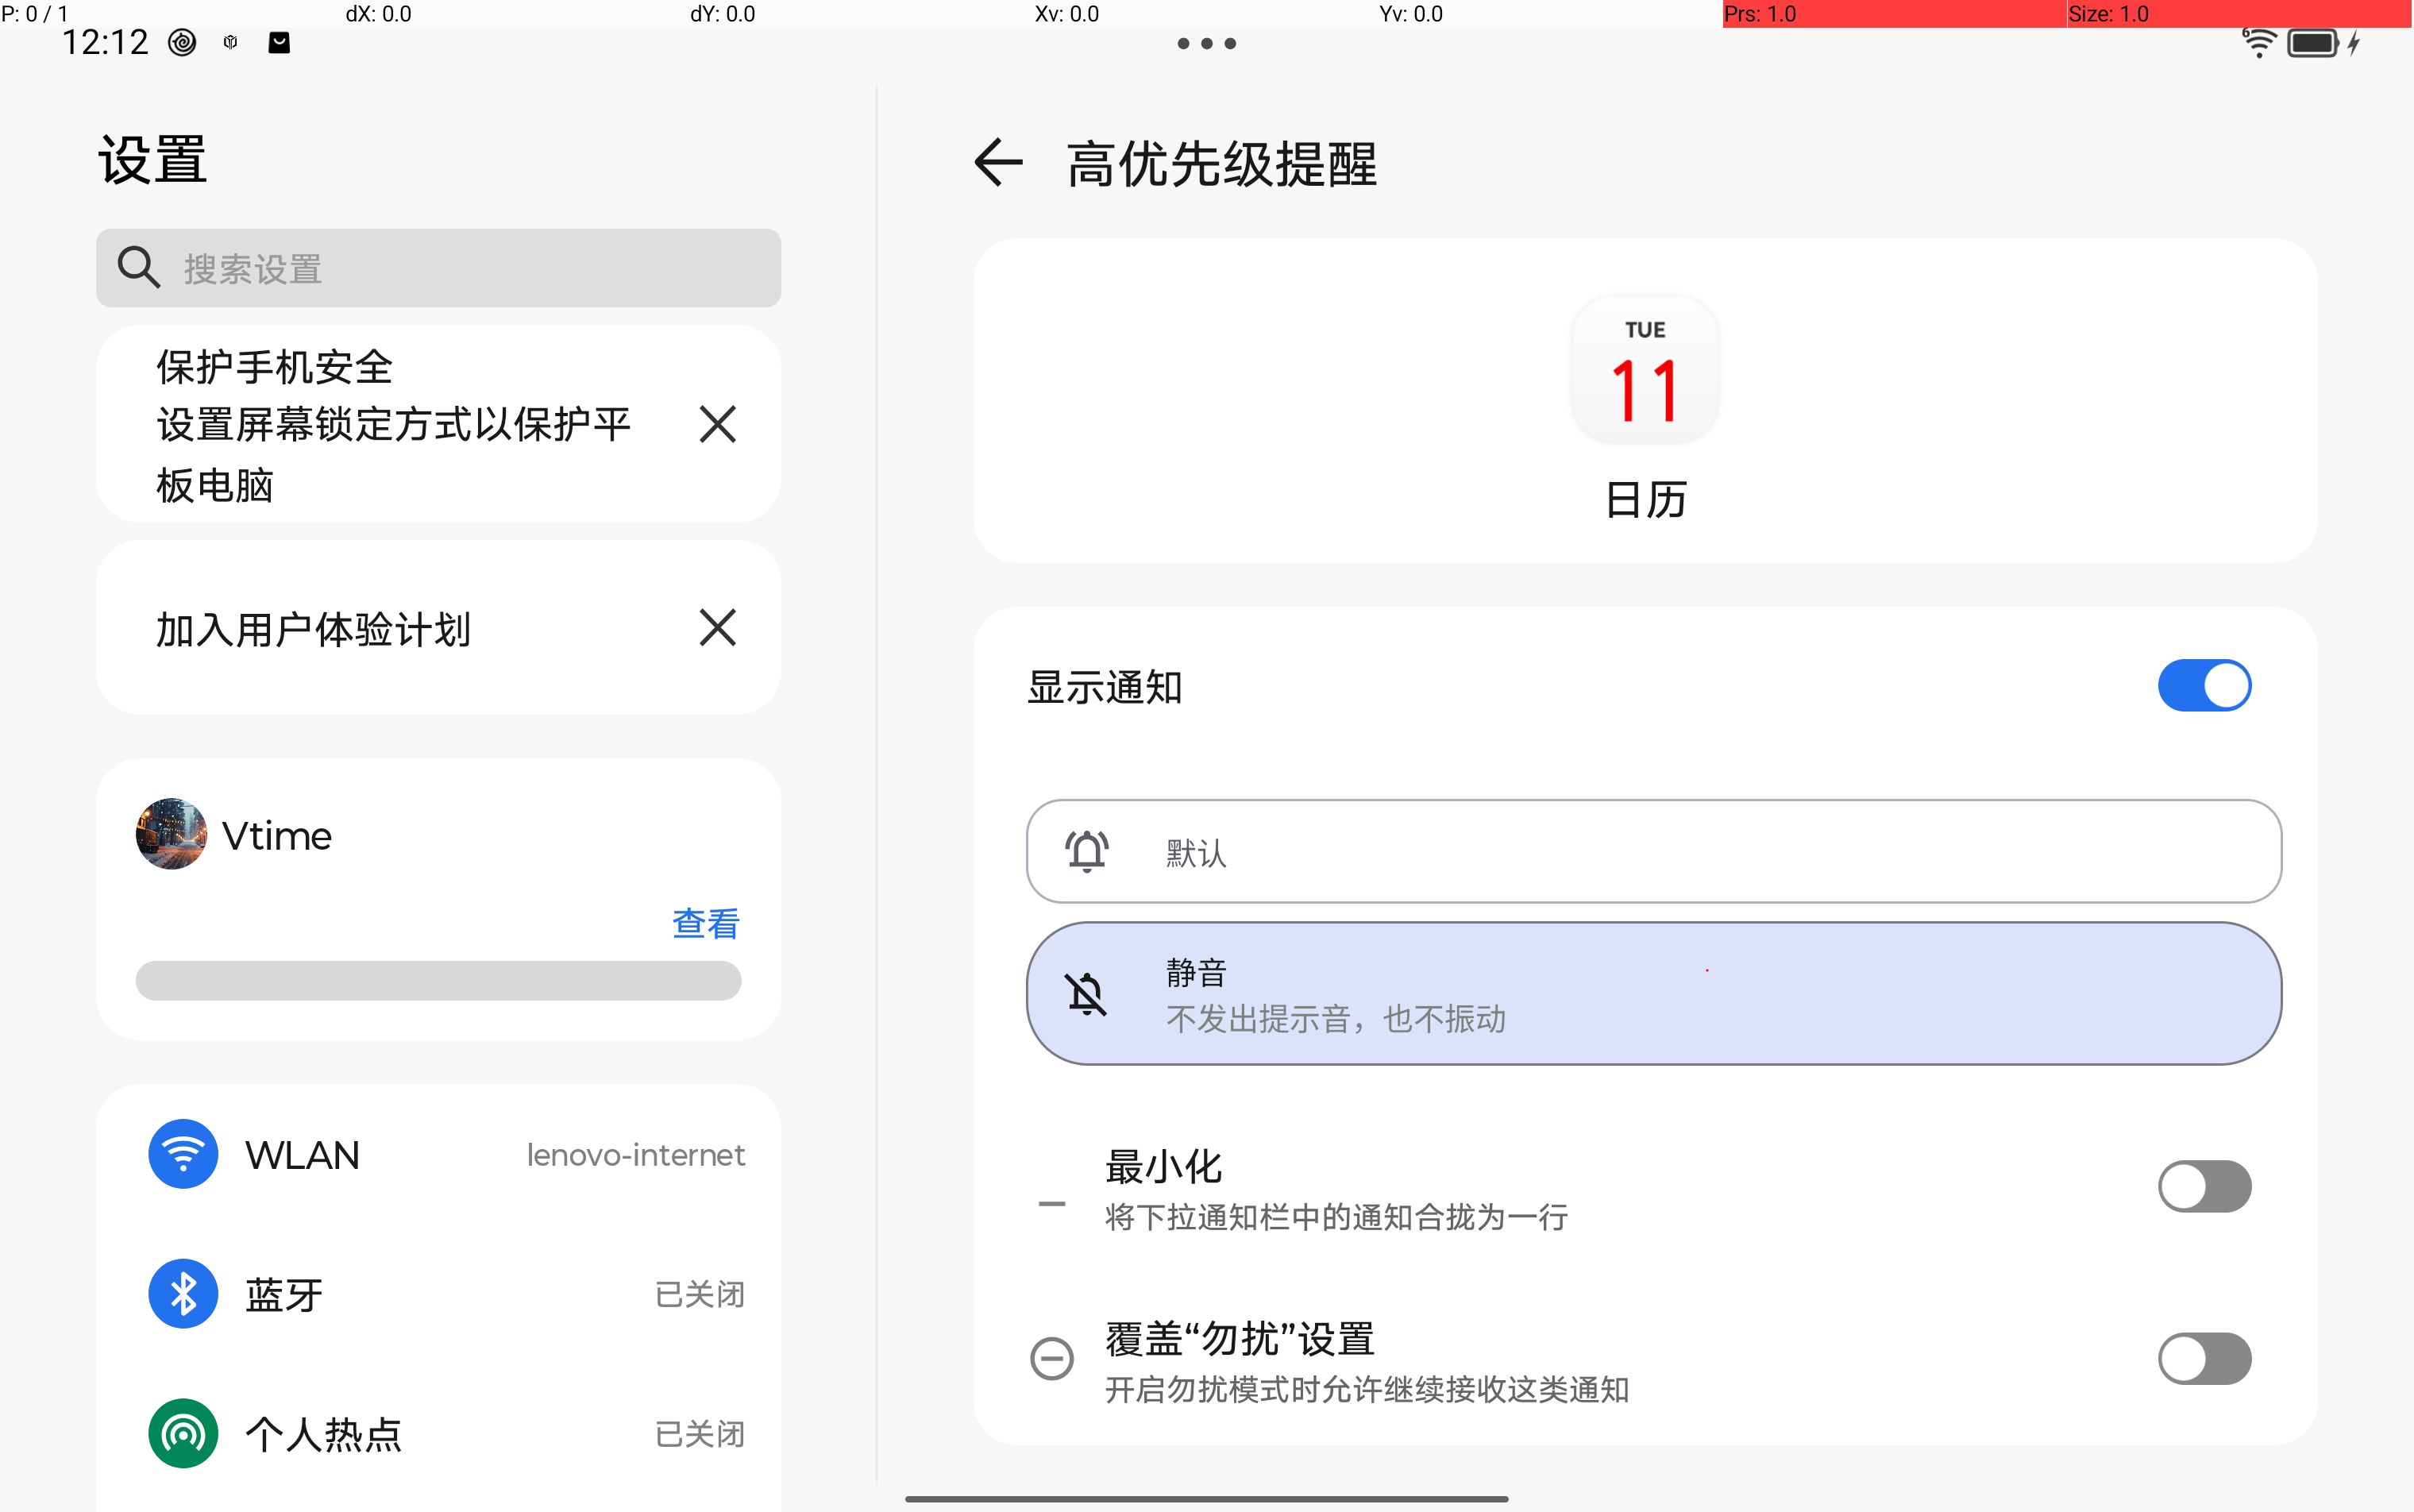 P: 0 / 1 dX: 0.0 dY: 0.0 Xv: 0.0 Yv: 0.0 Prs: 1.0 Size: 1.0
12:12
6
设置
搜索设置
保护手机安全
设置屏幕锁定方式以保护平
板电脑
加入用户体验计划
Vtime
查看
WLAN lenovo-internet
蓝牙 已关闭
个人热点 已关闭
高优先级提醒
TUE
11
日历
显示通知
默认
静音
不发出提示音，也不振动
最小化
将下拉通知栏中的通知合拢为一行
覆盖“勿扰”设置
开启勿扰模式时允许继续接收这类通知